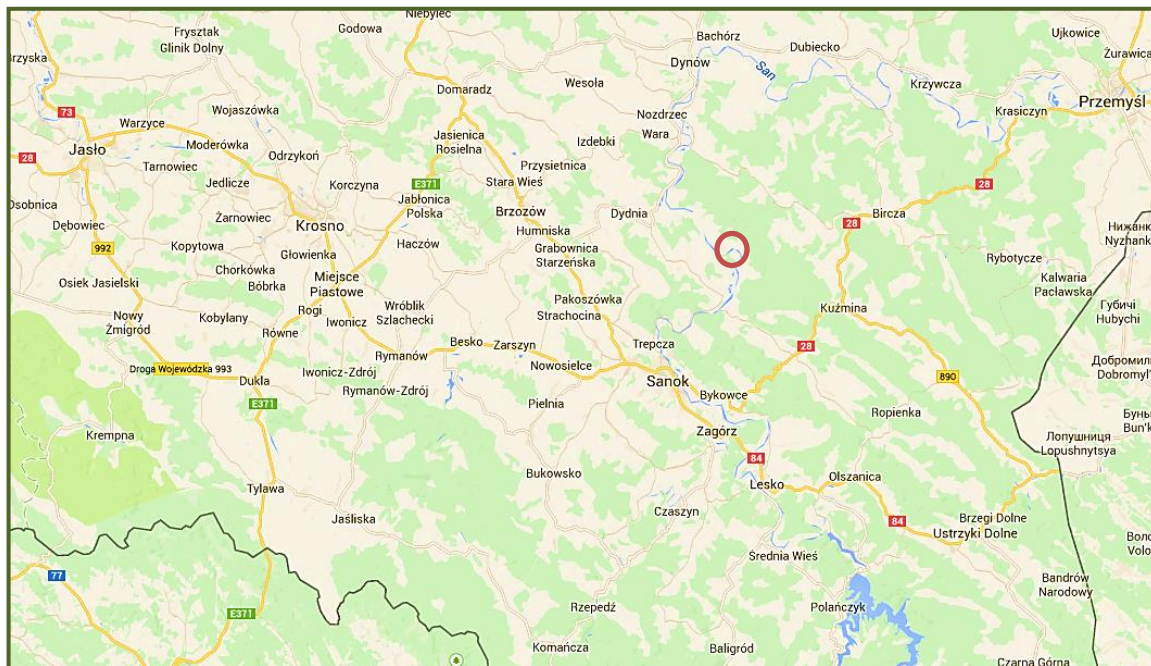 Niebylec
Frysztak
Glinik Dolny
Godowa
Bachórz
Dubiecko
Ujkowice
Żurawica
Brzyska
Dynów
San
Wesoła
Krzywcza
Domaradz
Przemyśl
73
Wojaszówka
Nozdrzec
Krasiczyn
Warzyce
Jasienica
Rosielna
Wara
Jasło
Moderówka
Izdebki
28
Odrzykoń
Tarnowiec
Przysietnica
Jedlicze
Korczyna
E371
Stara Wieś
28
Osobnica
Jabłonica
Polska
Żarnowiec
Brzozów
Dydnia
Bircza
Dębowiec
Krosno
28
Humniska
992
Kopytowa
Głowienka
Haczów
Grabownica
Starzeńska
Нижанк
Nyzhank
Rybotycze
Chorkówka
Osiek Jasielski
Bóbrka
Miejsce
Piastowe
Kalwaria
Pacławska
Pakoszówka
Wróblik
Szlachecki
Rogi
Kuźmina
Губичі
Hubychi
Nowy
Żmigród
Kobylany
Iwonicz
Strachocina
Równe
Besko
Zarszyn
Trepcza
28
Rymanów
Добромиль
Dobromyl'
Droga Wojewódzka 993
Iwonicz-Zdrój
Nowosielce
890
Dukla
Sanok
Rymanów-Zdrój
Bykowce
E371
Pielnia
Ropienka
Krempna
Zagórz
Лопушниця
Lopushnytsya
84
Bukowsko
Olszanica
Lesko
Tylawa
Czaszyn
Jaśliska
84
Brzegi Dolne
Ustrzyki Dolne
Średnia Wieś
77
Bandrów
Narodowy
Rzepedź
Polańczyk
E371
Komańcza
Baligród
Czarna Góra